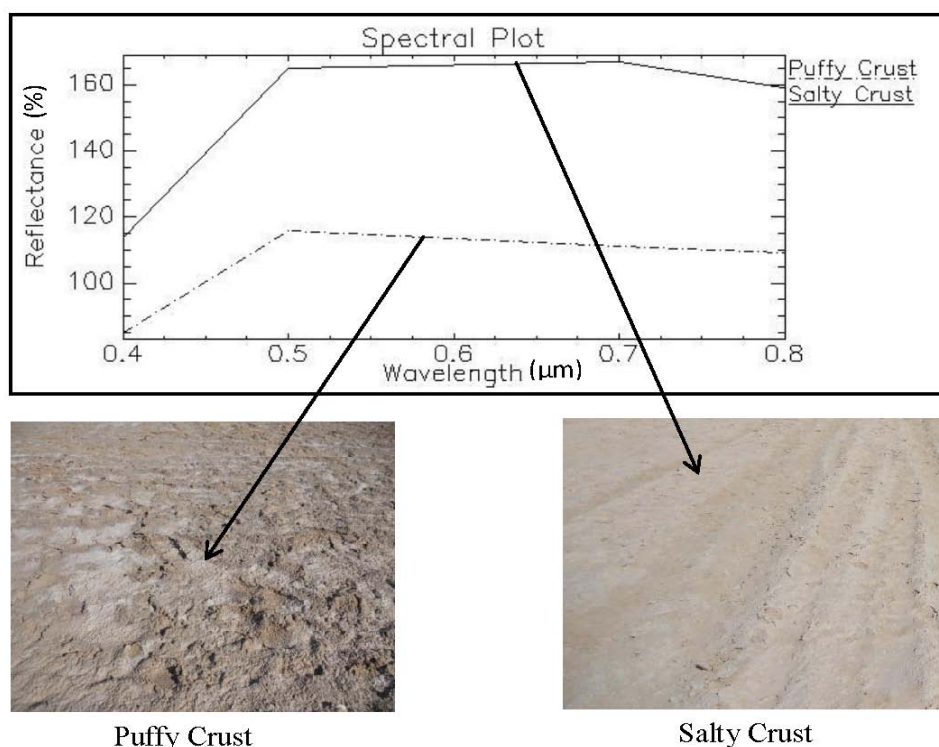 Spectral Plot
Reflectance (%)
160
140
120
100
Puffy Crust
Salty Crust
0.4 0.5 0.6 0.7 0.8
Wavelength (μm)
Puffy Crust Salty Crust